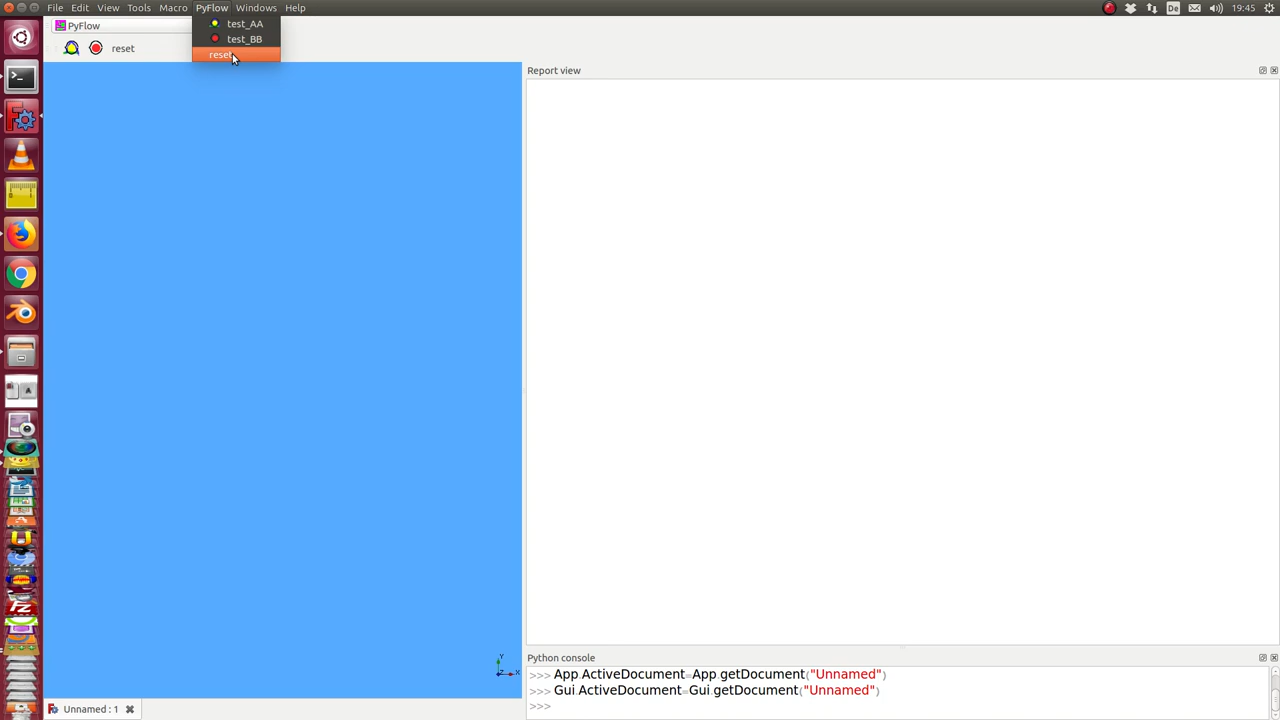 File Edit View Tools Macro PyFlow Windows Help
De
19:45
PyFlow
test_AA
test_BB
reset
reset
Report view
Python console
>>> App.ActiveDocument=App.getDocument("Unnamed")
>>> Gui.ActiveDocument=Gui.getDocument("Unnamed")
>>>
Y
X
Unnamed : 1